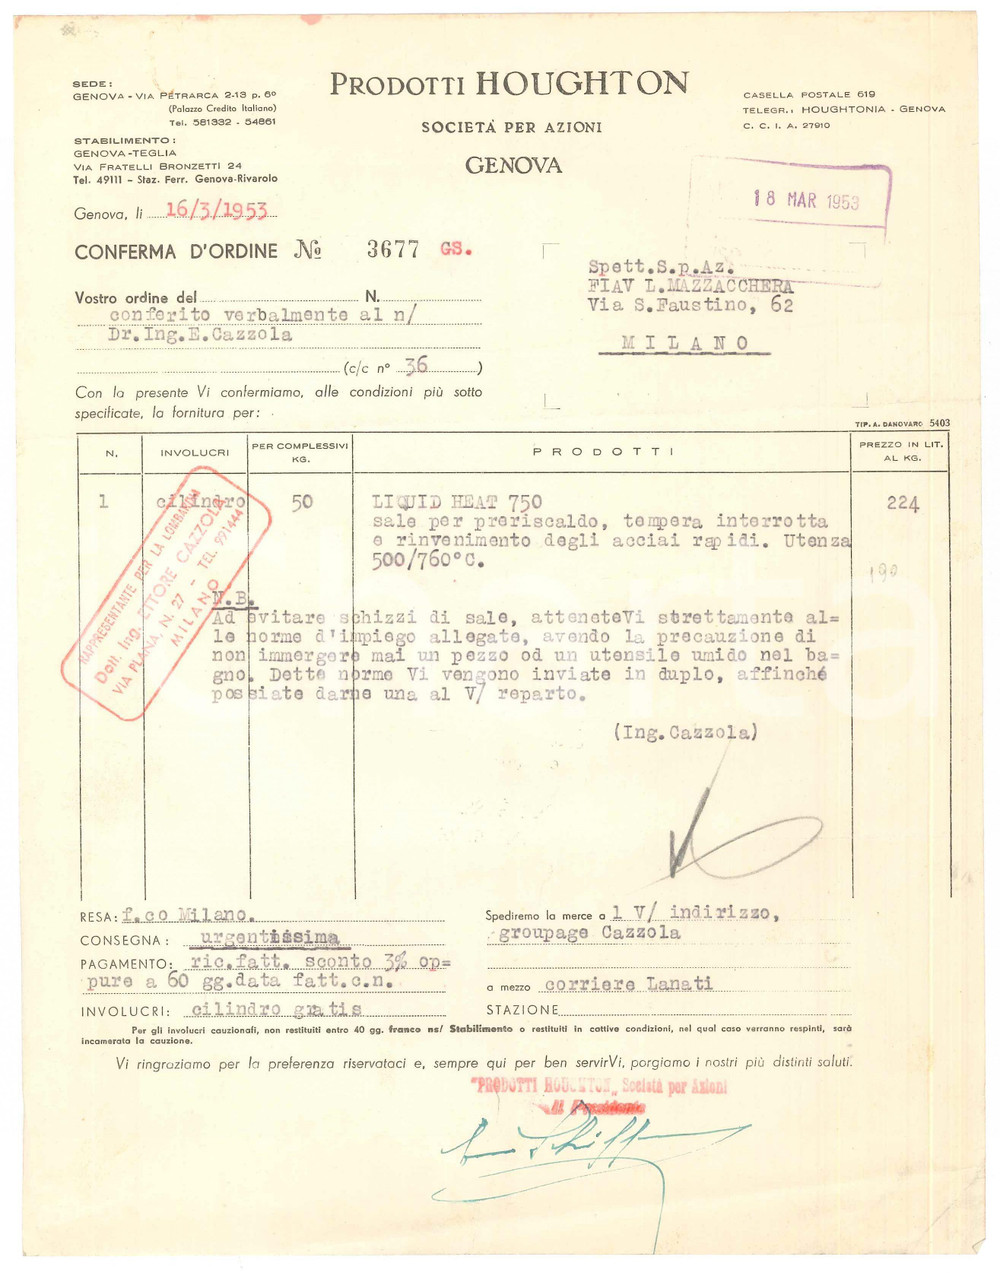 PRODOTTI HOUGHTON
SOCIETÀ PER AZIONI
GENOVA
SEDE:
GENOVA - VIA PETRARCA 2-13 p. 6º
(Palazzo Credito Italiano)
Tel. 581332 - 54861
STABILIMENTO:
GENOVA-TEGLIA
VIA FRATELLI BRONZETTI 24
Tel. 49111 - Staz. Ferr. Genova-Rivarolo
CASELLA POSTALE 619
TELEGR.: HOUGHTONIA - GENOVA
C. C. I. A. 27910
18 MAR 1953
Genova, lì 16/3/1953
CONFERMA D'ORDINE Nº 3677 GS.
Vostro ordine del N.
conferito verbalmente al n/
Dr.Ing.E.Cazzola
(c/c nº 36 )
Spett.S.p.Az.
FIAV L.MAZZACCHERA
Via S.Faustino, 62
MILANO
Con la presente Vi confermiamo, alle condizioni più sotto
specificate, la fornitura per:
TIP. A. DANOVARO 5403
N. INVOLUCRI PER COMPLESSIVI KG. PRODOTTI PREZZO IN LIT. AL KG.
1 cilindro 50 LIQUID HEAT 750 224
sale per preriscaldo, tempera interrotta
e rinvenimento degli acciai rapidi. Utenza
500/760°C.
190
RAPPRESENTANTE PER LA LOMBARDIA
Dott. Ing. ETTORE CAZZOLA
VIA PLANA, N. 27 - TEL. 991444
MILANO
N.B.
Ad evitare schizzi di sale, atteneteVi strettamente al=
le norme d'impiego allegate, avendo la precauzione di
non immergere mai un pezzo od un utensile umido nel ba=
gno. Dette norme Vi vengono inviate in duplo, affinché
possiate darne una al V/ reparto.
(Ing.Cazzola)
RESA: f.co Milano.
CONSEGNA: urgentissima
PAGAMENTO: ric.fatt. sconto 3% op=
pure a 60 gg.data fatt.c.n.
INVOLUCRI: cilindro gratis
Spediremo la merce a l V/ indirizzo,
groupage Cazzola
a mezzo corriere Lanati
STAZIONE
Per gli involucri cauzionali, non restituiti entro 40 gg. franco ns/ Stabilimento o restituiti in cattive condizioni, nel qual caso verranno respinti, sarà
incamerata la cauzione.
Vi ringraziamo per la preferenza riservataci e, sempre qui per ben servirVi, porgiamo i nostri più distinti saluti.
"PRODOTTI HOUGHTON" Società per Azioni
Il Presidente